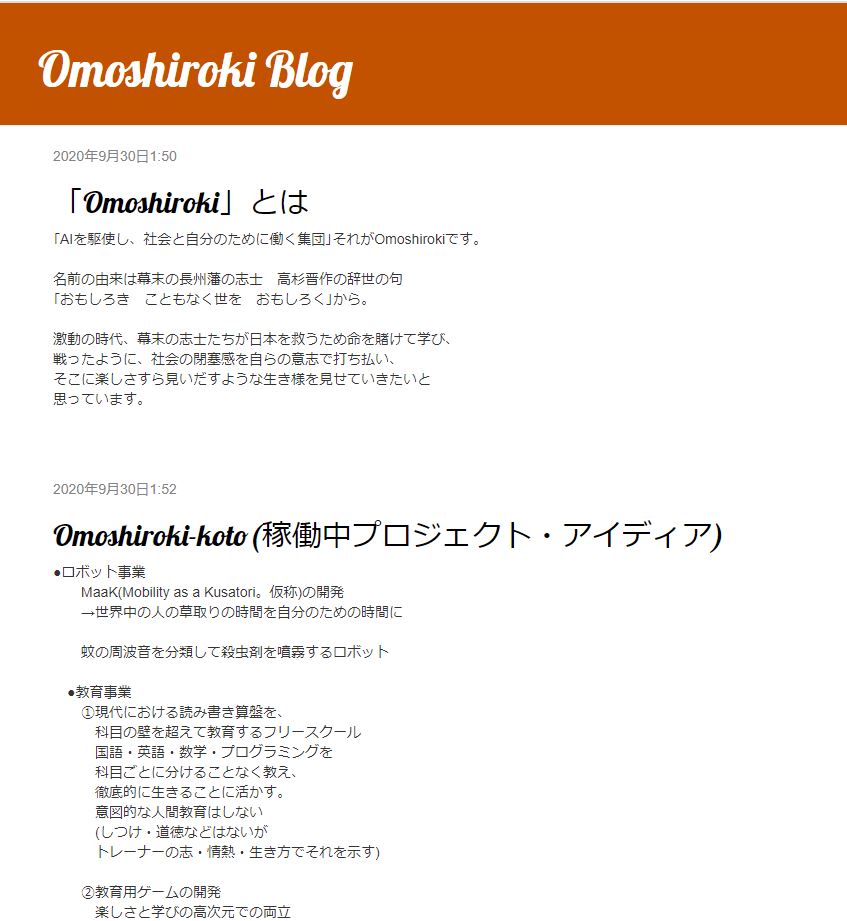 Omoshiroki Blog
2020年9月30日1:50
「Omoshiroki」とは
｢AIを駆使し、社会と自分のために働く集団｣それがOmoshirokiです。
名前の由来は幕末の長州藩の志士　高杉晋作の辞世の句
｢おもしろき　こともなく世を　おもしろく｣から。
激動の時代、幕末の志士たちが日本を救うため命を賭けて学び、
戦ったように、社会の閉塞感を自らの意志で打ち払い、
そこに楽しさすら見いだすような生き様を見せていきたいと
思っています。
2020年9月30日1:52
Omoshiroki-koto (稼働中プロジェクト・アイディア)
●ロボット事業
MaaK(Mobility as a Kusatori。仮称)の開発
→世界中の人の草取りの時間を自分のための時間に
蚊の周波音を分類して殺虫剤を噴霧するロボット
●教育事業
①現代における読み書き算盤を、
科目の壁を超えて教育するフリースクール
国語・英語・数学・プログラミングを
科目ごとに分けることなく教え、
徹底的に生きることに活かす。
意図的な人間教育はしない
(しつけ・道徳などはないが
トレーナーの志・情熱・生き方でそれを示す)
②教育用ゲームの開発
楽しさと学びの高次元での両立